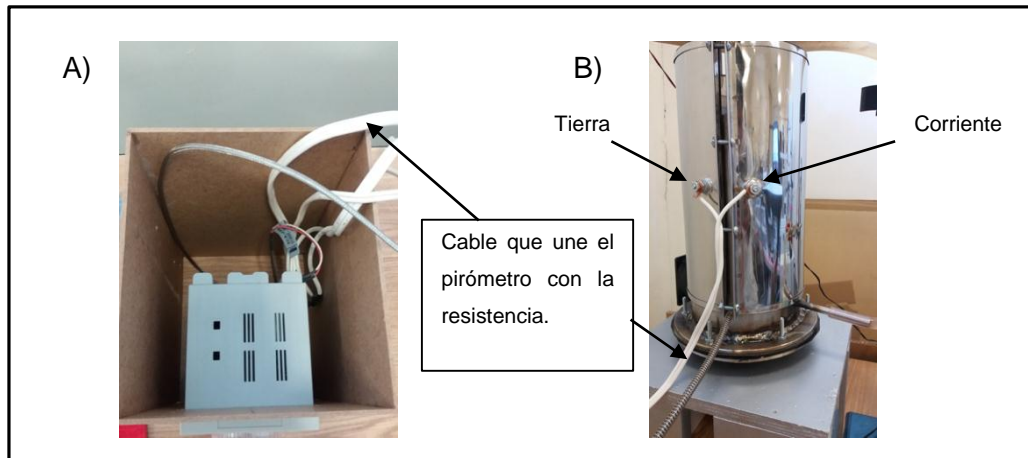 A)
B)
Tierra
Corriente
Cable que une el
pirómetro con la
resistencia.